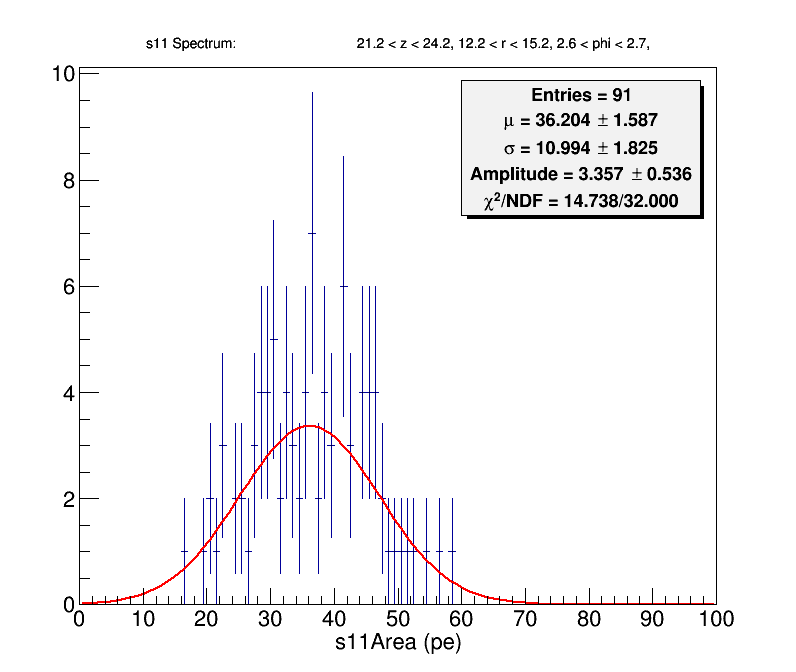 s11 Spectrum: 21.2 < z < 24.2, 12.2 < r < 15.2, 2.6 < phi < 2.7,
Entries = 91
μ = 36.204 ± 1.587
σ = 10.994 ± 1.825
Amplitude = 3.357 ± 0.536
χ²/NDF = 14.738/32.000
10
8
6
4
2
0
0 10 20 30 40 50 60 70 80 90 100
s11Area (pe)